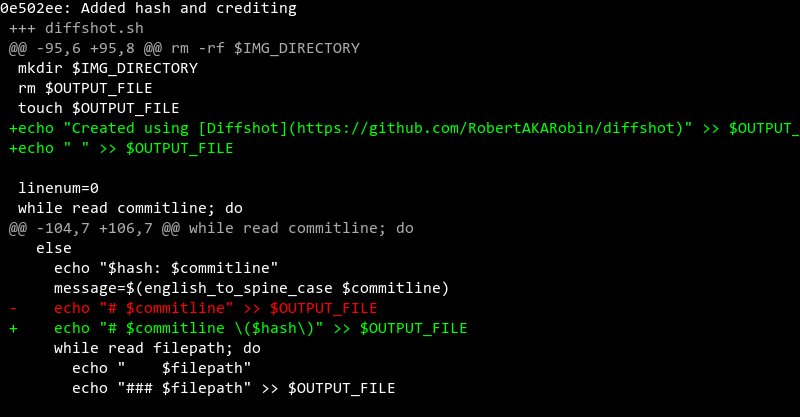 0e502ee: Added hash and crediting
+++ diffshot.sh
@@ -95,6 +95,8 @@ rm -rf $IMG_DIRECTORY
mkdir $IMG_DIRECTORY
rm $OUTPUT_FILE
touch $OUTPUT_FILE
+echo "Created using [Diffshot](https://github.com/RobertAKARobin/diffshot)" >> $OUTPUT_
+echo " " >> $OUTPUT_FILE
linenum=0
while read commitline; do
@@ -104,7 +106,7 @@ while read commitline; do
else
echo "$hash: $commitline"
message=$(english_to_spine_case $commitline)
-    echo "# $commitline" >> $OUTPUT_FILE
+    echo "# $commitline \($hash\)" >> $OUTPUT_FILE
while read filepath; do
echo "    $filepath"
echo "### $filepath" >> $OUTPUT_FILE